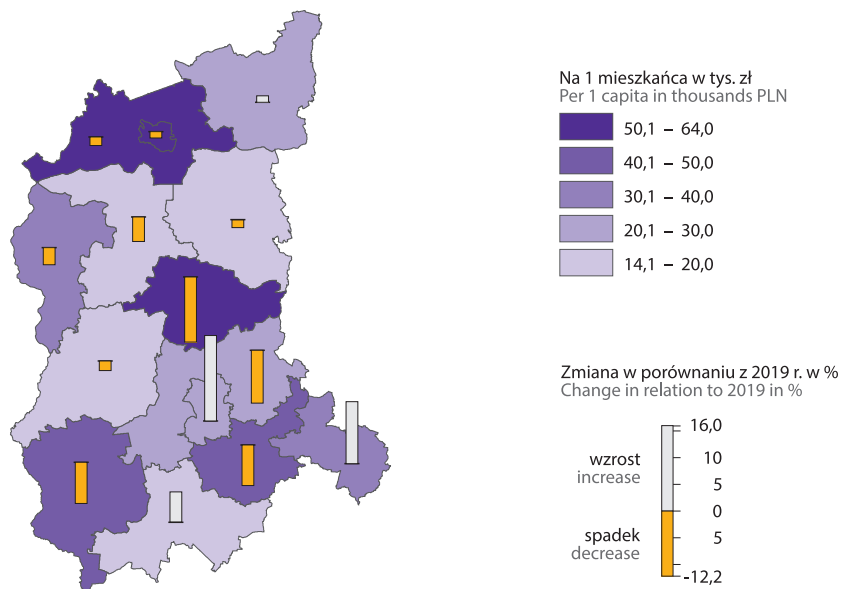 Na 1 mieszkańca w tys. zł
Per 1 capita in thousands PLN
50,1 – 64,0
40,1 – 50,0
30,1 – 40,0
20,1 – 30,0
14,1 – 20,0
Zmiana w porównaniu z 2019 r. w %
Change in relation to 2019 in %
16,0
10
5
0
5
-12,2
wzrost
increase
spadek
decrease